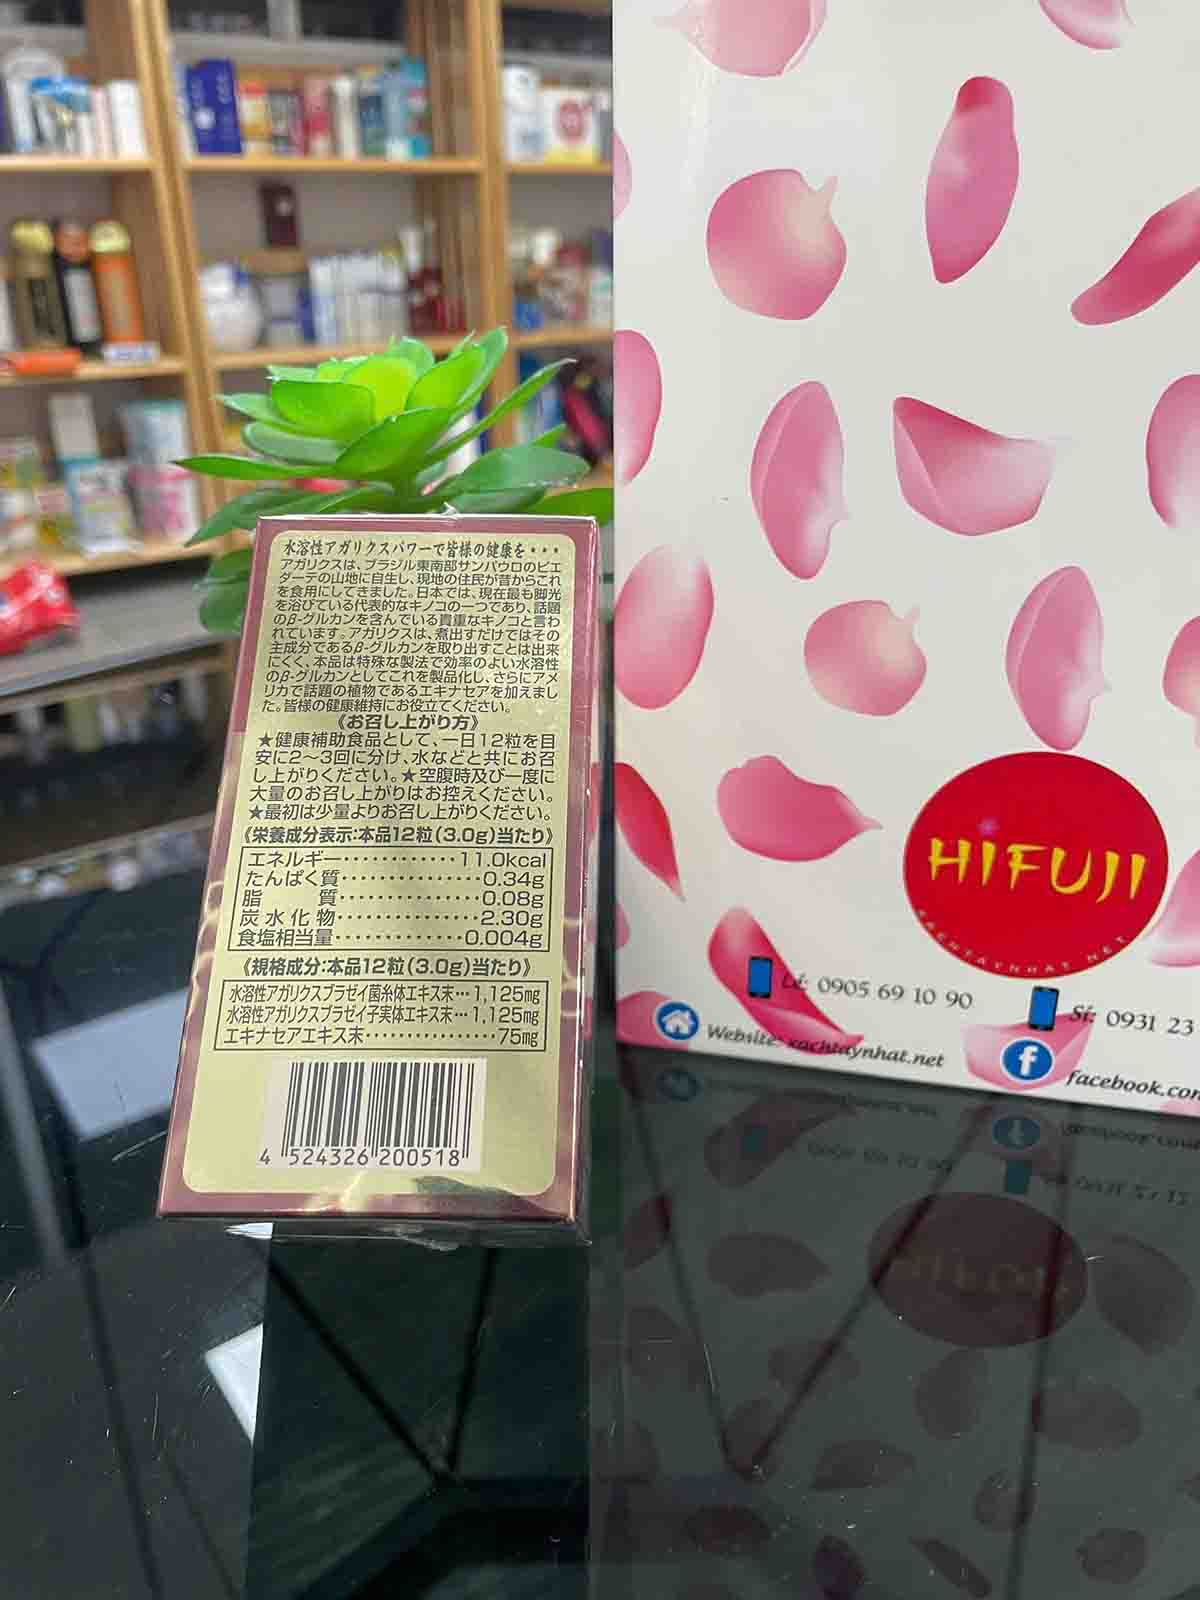 水溶性アガリクスパワーで皆様の健康を・・・
アガリクスは、ブラジル東南部サンパウロのピエ
ダーテの山地に自生し、現地の住民が昔からこれ
を食用にしてきました。日本では、現在最も脚光
を浴びている代表的なキノコの一つであり、話題
のβ-グルカンを含んでいる貴重なキノコと言わ
れています。アガリクスは、煮出すだけではその
主成分であるβ-グルカンを取り出すことは出来
にくく、本品は特殊な製法で効率のよい水溶性
のβ-グルカンとしてこれを製品化し、さらにアメ
リカで話題の植物であるエキナセアを加えまし
た。皆様の健康維持にお役立てください。
《お召し上がり方》
★健康補助食品として、一日12粒を目
安に2〜3回に分け、水などと共にお召
し上がりください。★空腹時及び一度に
大量のお召し上がりはお控えください。
★最初は少量よりお召し上がりください。
《栄養成分表示:本品12粒(3.0g)当たり》
エネルギー・・・・・・・・・・・・11.0kcal
たんぱく質・・・・・・・・・・・・・0.34g
脂 質・・・・・・・・・・・・・0.08g
炭水化物・・・・・・・・・・・・・2.30g
食塩相当量・・・・・・・・・・・0.004g
《規格成分:本品12粒(3.0g)当たり》
水溶性アガリクスブラゼイ菌糸体エキス末・・・1,125mg
水溶性アガリクスブラゼイ子実体エキス末・・・1,125mg
エキナセアエキス末・・・・・・・・・・・・75mg
4 524326 200518
HIFUJI
XACHTAYNHAT.NET
Lẻ: 0905 69 10 90
Sỉ: 0931 23
Website: xachtaynhat.net
facebook.com